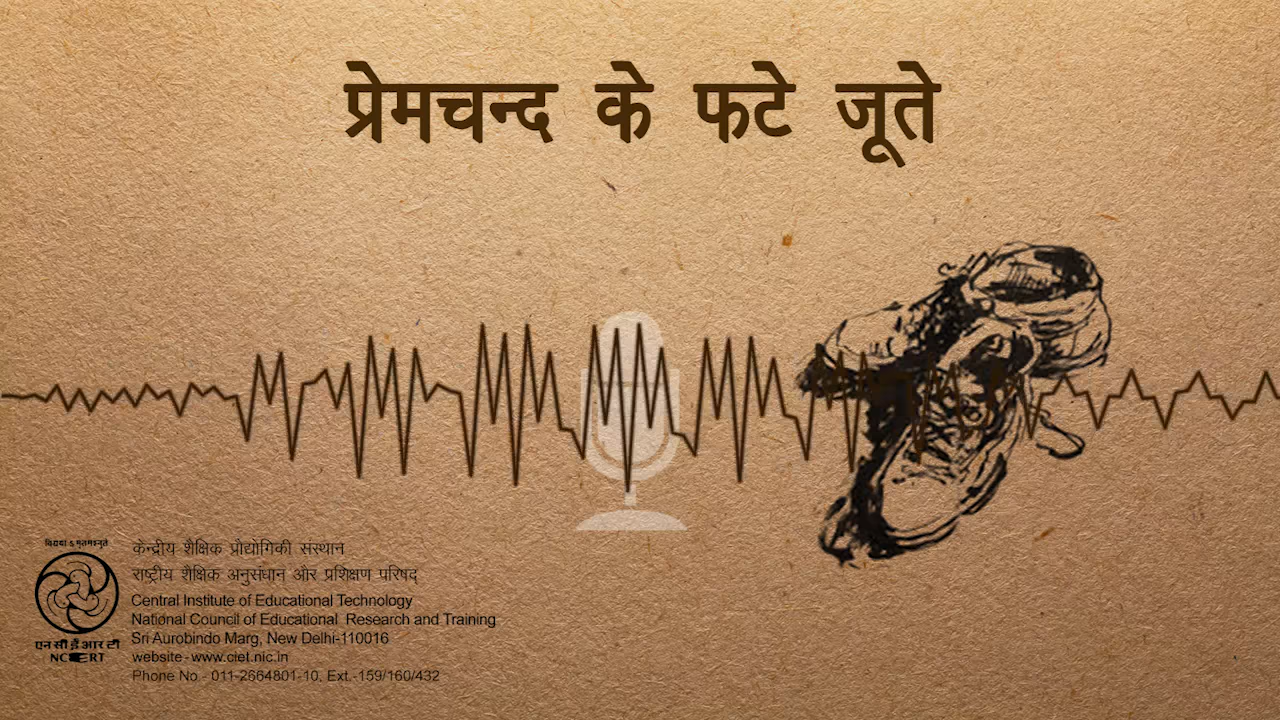 प्रेमचन्द के फटे जूते
विद्यया ऽ मृतमश्नुते
एन सी ई आर टी
NCERT
केन्द्रीय शैक्षिक प्रौद्योगिकी संस्थान
राष्ट्रीय शैक्षिक अनुसंधान और प्रशिक्षण परिषद्
Central Institute of Educational Technology
National Council of Educational Research and Training
Sri Aurobindo Marg, New Delhi-110016
website - www.ciet.nic.in
Phone No.- 011-2664801-10, Ext.-159/160/432